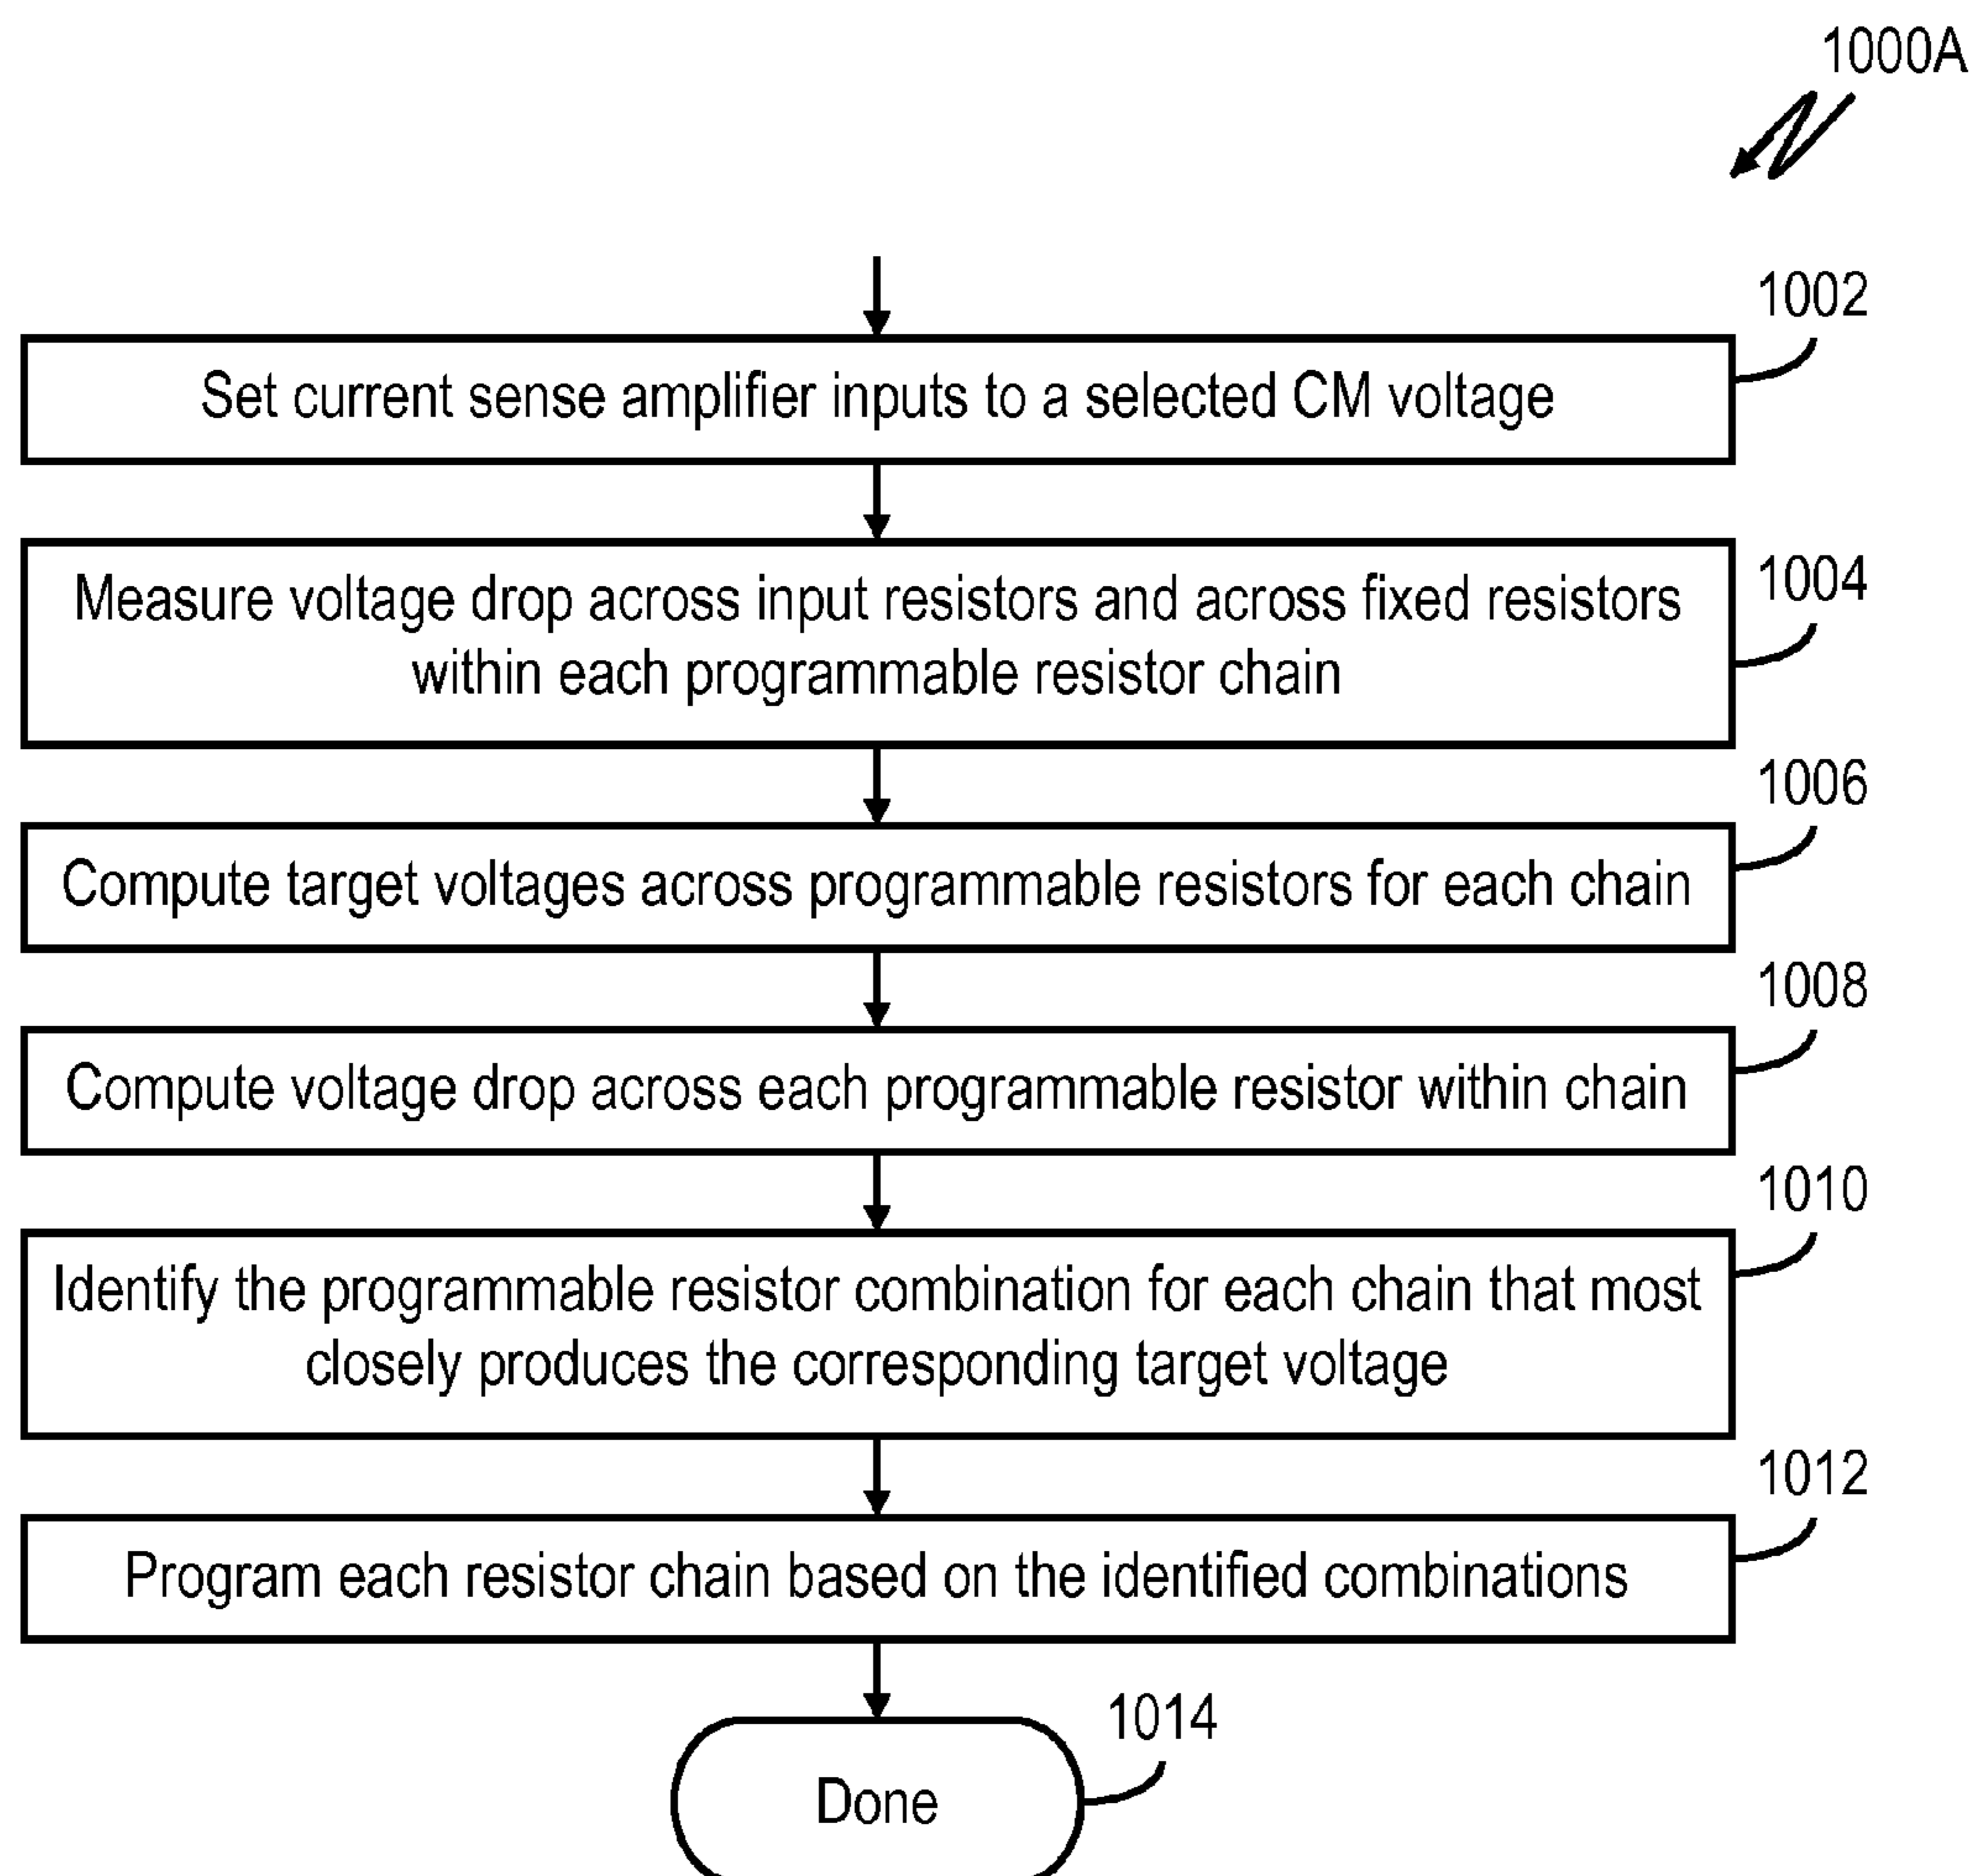 1000A
1002
Set current sense amplifier inputs to a selected CM voltage
1004
Measure voltage drop across input resistors and across fixed resistors
within each programmable resistor chain
1006
Compute target voltages across programmable resistors for each chain
1008
Compute voltage drop across each programmable resistor within chain
1010
Identify the programmable resistor combination for each chain that most
closely produces the corresponding target voltage
1012
Program each resistor chain based on the identified combinations
1014
Done